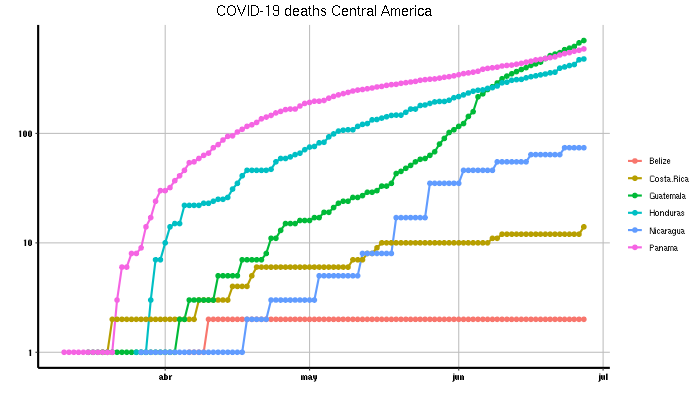 COVID-19 deaths Central America
100
10
1
abr
may
jun
jul
Belize
Costa.Rica
Guatemala
Honduras
Nicaragua
Panama